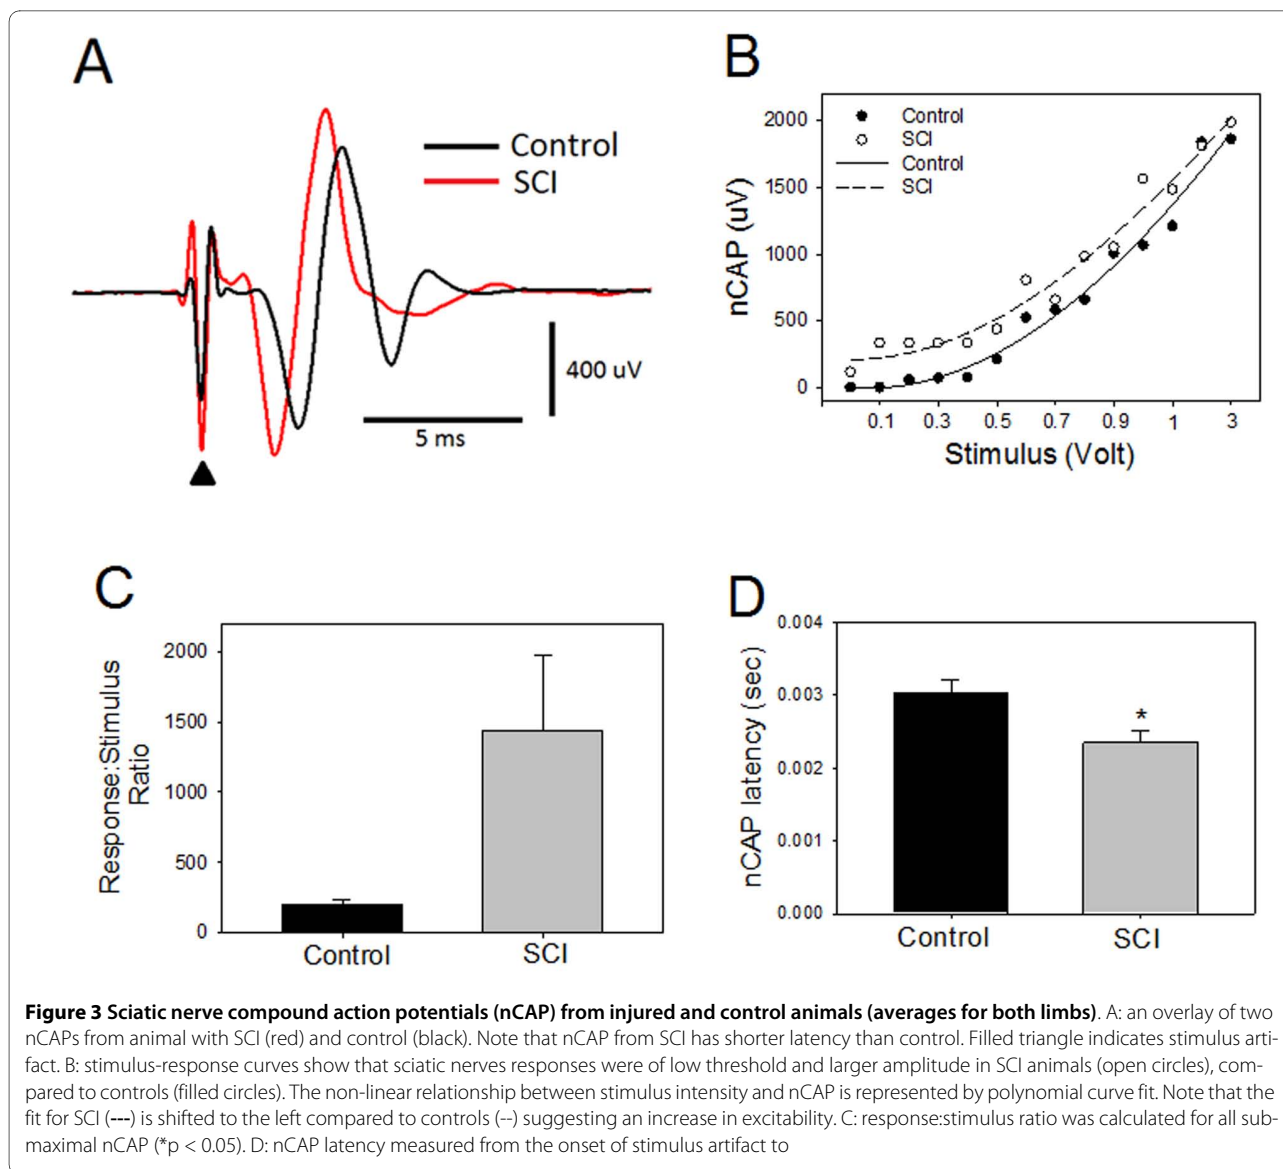 A
Control
SCI
400 uV
5 ms
B
nCAP (uV)
2000
1500
1000
500
0
Control
SCI
Control
SCI
0.1 0.3 0.5 0.7 0.9 1 3
Stimulus (Volt)
C
Response:Stimulus
Ratio
2000
1500
1000
500
0
Control SCI
D
nCAP latency (sec)
0.004
0.003
0.002
0.001
0.000
*
Control SCI
Figure 3 Sciatic nerve compound action potentials (nCAP) from injured and control animals (averages for both limbs). A: an overlay of two
nCAPs from animal with SCI (red) and control (black). Note that nCAP from SCI has shorter latency than control. Filled triangle indicates stimulus arti-
fact. B: stimulus-response curves show that sciatic nerves responses were of low threshold and larger amplitude in SCI animals (open circles), com-
pared to controls (filled circles). The non-linear relationship between stimulus intensity and nCAP is represented by polynomial curve fit. Note that the
fit for SCI (---) is shifted to the left compared to controls (--) suggesting an increase in excitability. C: response:stimulus ratio was calculated for all sub-
maximal nCAP (*p < 0.05). D: nCAP latency measured from the onset of stimulus artifact to